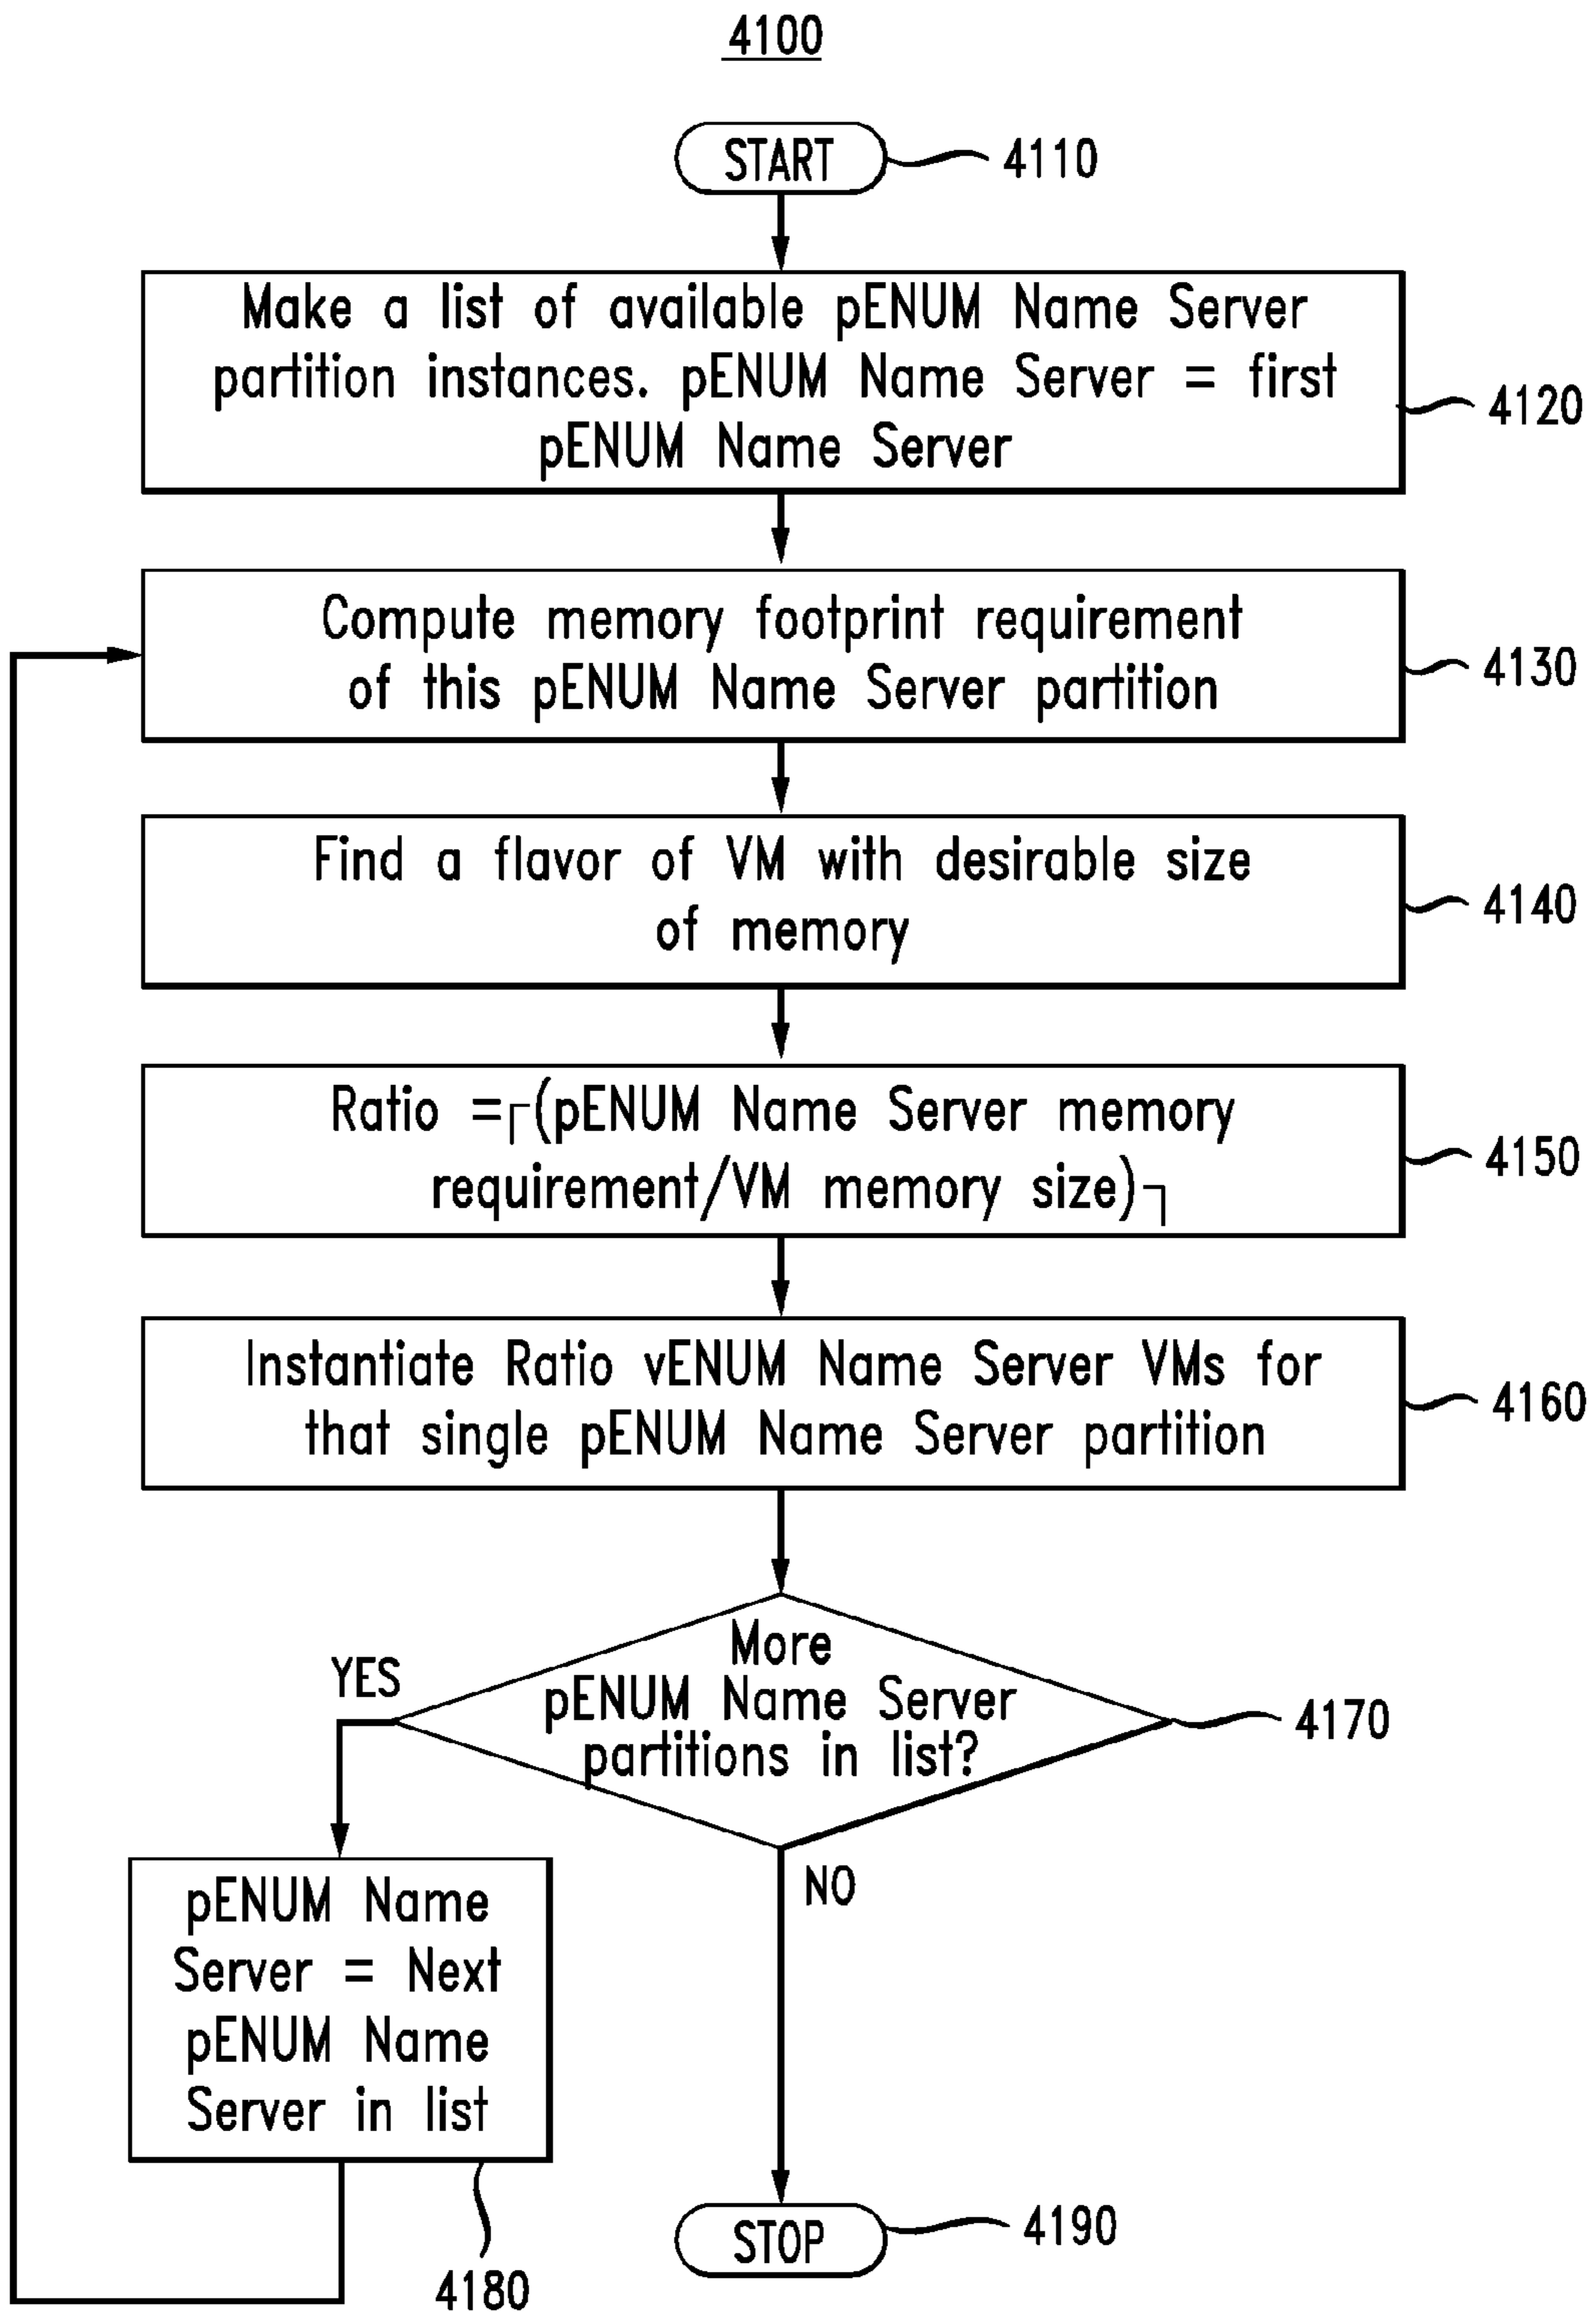 4100
START
4110
Make a list of available pENUM Name Server
partition instances. pENUM Name Server = first
pENUM Name Server
4120
Compute memory footprint requirement
of this pENUM Name Server partition
4130
Find a flavor of VM with desirable size
of memory
4140
Ratio =┌(pENUM Name Server memory
requirement/VM memory size)┐
4150
Instantiate Ratio vENUM Name Server VMs for
that single pENUM Name Server partition
4160
More
pENUM Name Server
partitions in list?
4170
YES
NO
pENUM Name
Server = Next
pENUM Name
Server in list
4180
STOP
4190